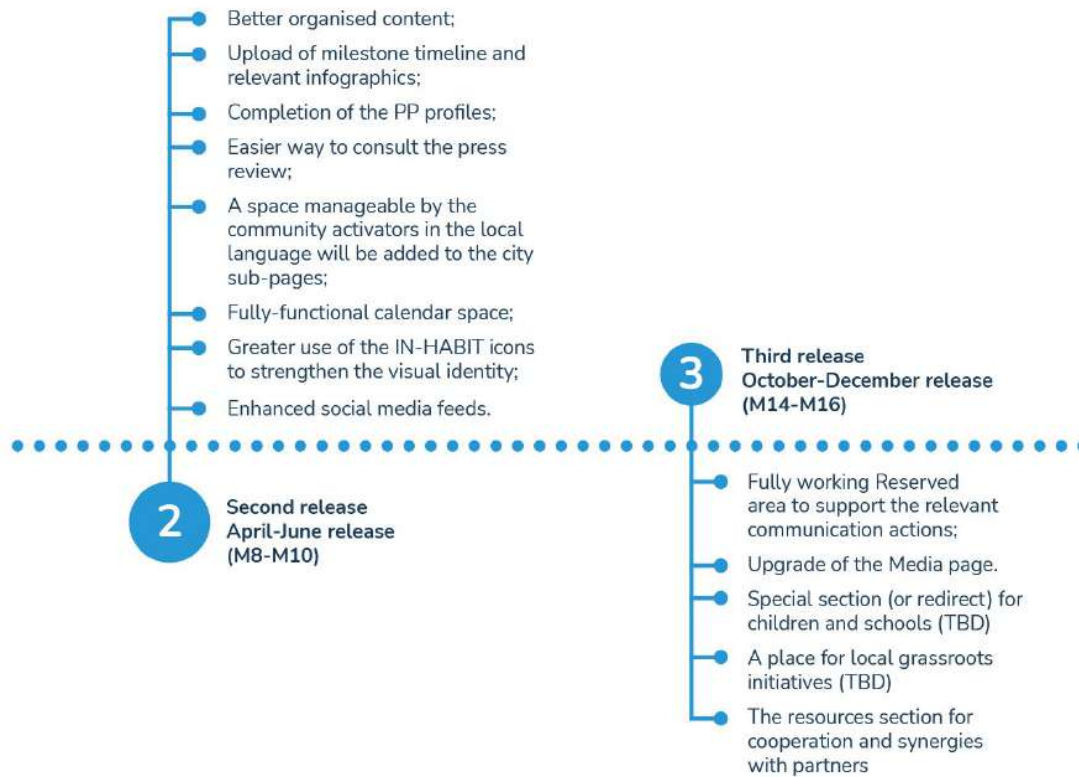 Better organised content;
Upload of milestone timeline and
relevant infographics;
Completion of the PP profiles;
Easier way to consult the press
review;
A space manageable by the
community activators in the local
language will be added to the city
sub-pages;
Fully-functional calendar space;
Greater use of the IN-HABIT icons
to strengthen the visual identity;
Enhanced social media feeds.
2
Second release
April-June release
(M8-M10)
3
Third release
October-December release
(M14-M16)
Fully working Reserved
area to support the relevant
communication actions;
Upgrade of the Media page.
Special section (or redirect) for
children and schools (TBD)
A place for local grassroots
initiatives (TBD)
The resources section for
cooperation and synergies
with partners